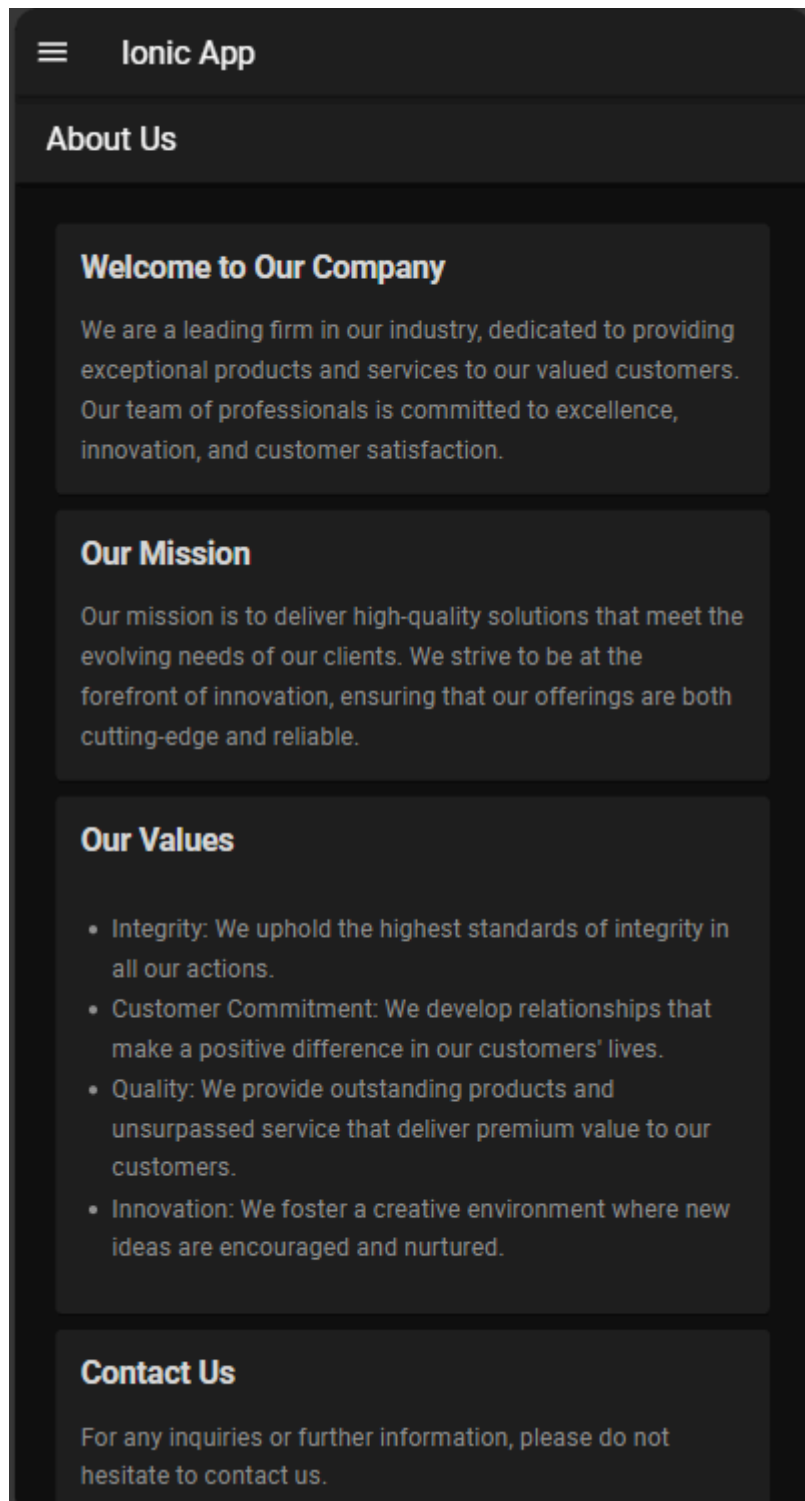 Ionic App
About Us
Welcome to Our Company
We are a leading firm in our industry, dedicated to providing
exceptional products and services to our valued customers.
Our team of professionals is committed to excellence,
innovation, and customer satisfaction.
Our Mission
Our mission is to deliver high-quality solutions that meet the
evolving needs of our clients. We strive to be at the
forefront of innovation, ensuring that our offerings are both
cutting-edge and reliable.
Our Values
• Integrity: We uphold the highest standards of integrity in
all our actions.
• Customer Commitment: We develop relationships that
make a positive difference in our customers' lives.
• Quality: We provide outstanding products and
unsurpassed service that deliver premium value to our
customers.
• Innovation: We foster a creative environment where new
ideas are encouraged and nurtured.
Contact Us
For any inquiries or further information, please do not
hesitate to contact us.